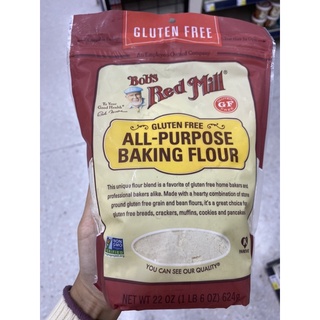 GLUTEN FREE
Bob's
Red Mill
GF
GLUTEN FREE
ALL-PURPOSE
BAKING FLOUR
This unique flour blend is a favorite of gluten free home bakers and
professional bakers alike. Made with a hearty combination of stone
ground gluten free grain and bean flours, it's a great choice for
gluten free breads, crackers, muffins, cookies and pancakes.
NON
GMO
YOU CAN SEE OUR QUALITY
NET WT 22 OZ (1 LB 6 OZ)